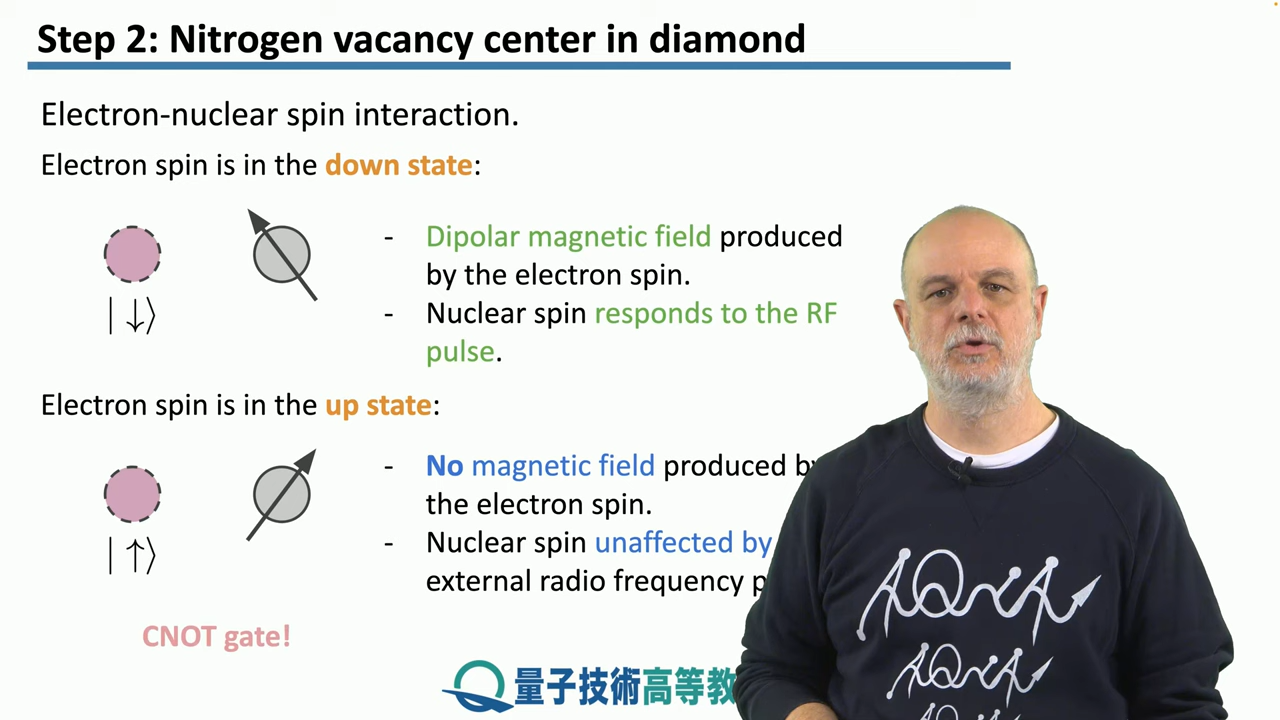 Step 2: Nitrogen vacancy center in diamond
Electron-nuclear spin interaction.
Electron spin is in the down state:
- Dipolar magnetic field produced
by the electron spin.
- Nuclear spin responds to the RF
pulse.
|↓⟩
Electron spin is in the up state:
- No magnetic field produced by
the electron spin.
- Nuclear spin unaffected by
external radio frequency
|↑⟩
CNOT gate!
量子技術高等教
AQUA
AQUA